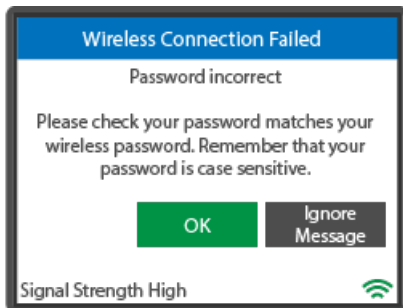 Wireless Connection Failed
Password incorrect
Please check your password matches your
wireless password. Remember that your
password is case sensitive.
OK
Ignore
Message
Signal Strength High